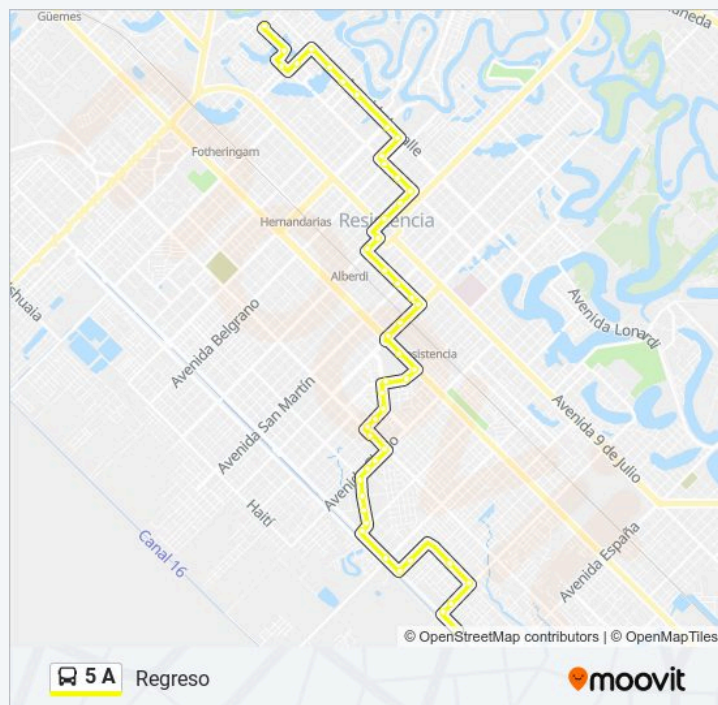 Güemes
Fotheringam
Hernandarias
Resistencia
Alberdi
Avenida Lonardi
Avenida Belgrano
Avenida San Martín
Avenida 9 de Julio
Haití
Canal 16
Avenida España
© OpenStreetMap contributors | © OpenMapTiles
5 A Regreso
moovit